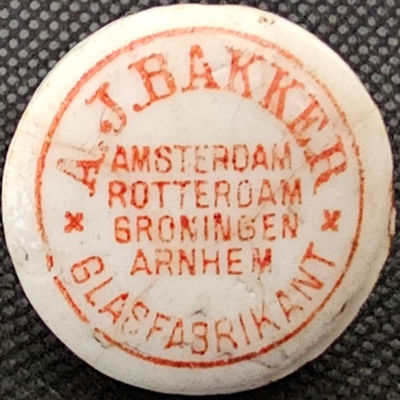 A.J. BAKKER
AMSTERDAM
ROTTERDAM
GRONINGEN
ARNHEM
GLASFABRIKANT